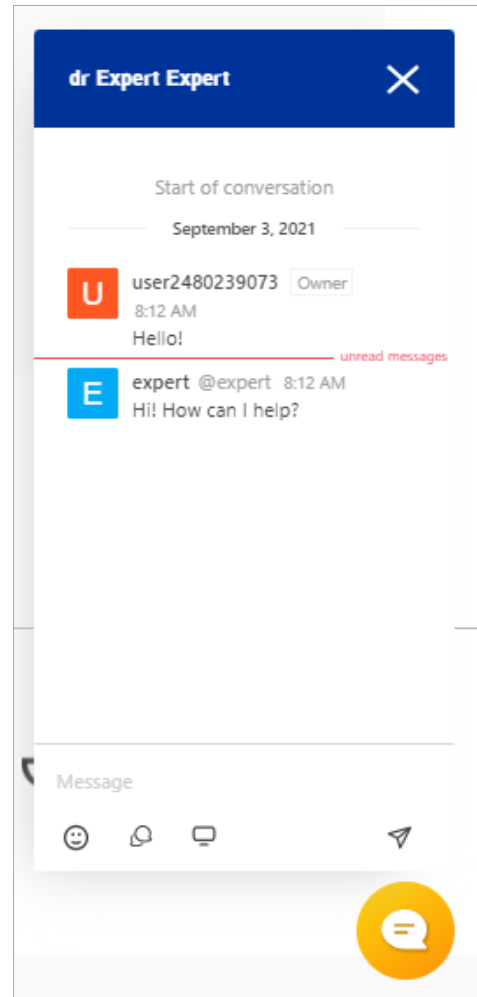 dr Expert Expert
Start of conversation
September 3, 2021
U
user2480239073 Owner
8:12 AM
Hello!
unread messages
E
expert @expert 8:12 AM
Hi! How can I help?
Message